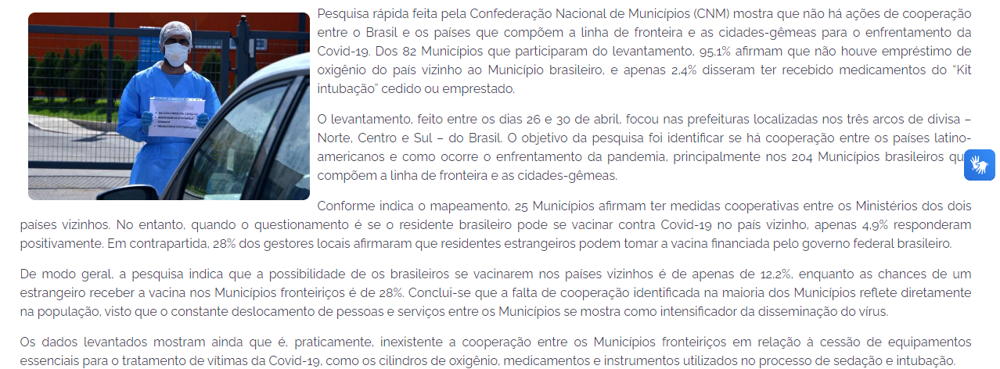 Pesquisa rápida feita pela Confederação Nacional de Municípios (CNM) mostra que não há ações de cooperação
entre o Brasil e os países que compõem a linha de fronteira e as cidades-gêmeas para o enfrentamento da
Covid-19. Dos 82 Municípios que participaram do levantamento, 95,1% afirmam que não houve empréstimo de
oxigênio do país vizinho ao Município brasileiro, e apenas 2,4% disseram ter recebido medicamentos do “Kit
intubação” cedido ou emprestado.
O levantamento, feito entre os dias 26 e 30 de abril, focou nas prefeituras localizadas nos três arcos de divisa –
Norte, Centro e Sul – do Brasil. O objetivo da pesquisa foi identificar se há cooperação entre os países latino-
americanos e como ocorre o enfrentamento da pandemia, principalmente nos 204 Municípios brasileiros qu
compõem a linha de fronteira e as cidades-gêmeas.
Conforme indica o mapeamento, 25 Municípios afirmam ter medidas cooperativas entre os Ministérios dos dois
países vizinhos. No entanto, quando o questionamento é se o residente brasileiro pode se vacinar contra Covid-19 no país vizinho, apenas 4,9% responderam
positivamente. Em contrapartida, 28% dos gestores locais afirmaram que residentes estrangeiros podem tomar a vacina financiada pelo governo federal brasileiro.
De modo geral, a pesquisa indica que a possibilidade de os brasileiros se vacinarem nos países vizinhos é de apenas de 12,2%, enquanto as chances de um
estrangeiro receber a vacina nos Municípios fronteiriços é de 28%. Conclui-se que a falta de cooperação identificada na maioria dos Municípios reflete diretamente
na população, visto que o constante deslocamento de pessoas e serviços entre os Municípios se mostra como intensificador da disseminação do vírus.
Os dados levantados mostram ainda que é, praticamente, inexistente a cooperação entre os Municípios fronteiriços em relação à cessão de equipamentos
essenciais para o tratamento de vítimas da Covid-19, como os cilindros de oxigênio, medicamentos e instrumentos utilizados no processo de sedação e intubação.